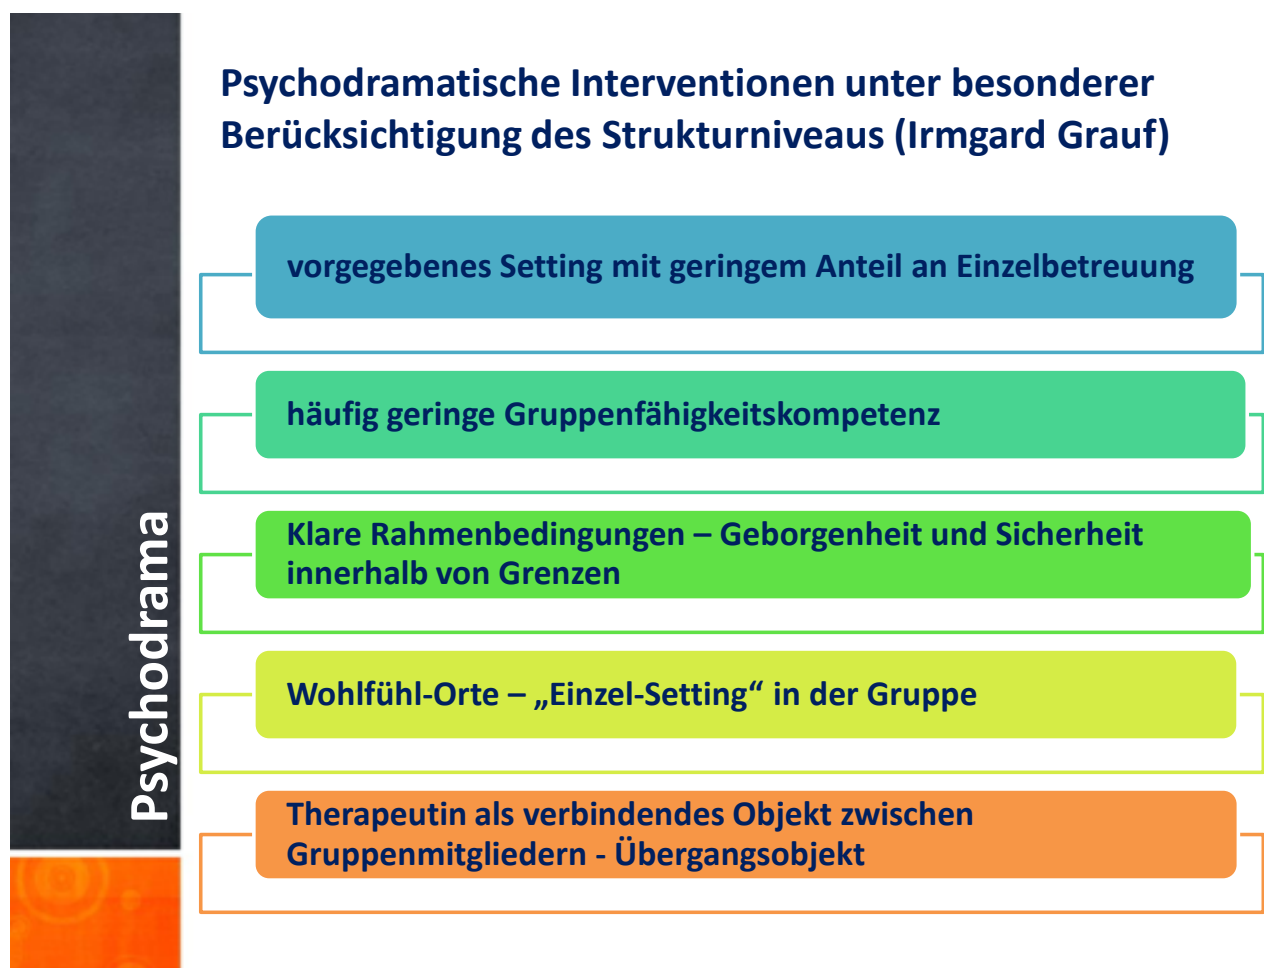 Psychodramatische Interventionen unter besonderer
Berücksichtigung des Strukturniveaus (Irmgard Grauf)
vorgegebenes Setting mit geringem Anteil an Einzelbetreuung
häufig geringe Gruppenfähigkeitskompetenz
Klare Rahmenbedingungen – Geborgenheit und Sicherheit
innerhalb von Grenzen
Wohlfühl-Orte – „Einzel-Setting“ in der Gruppe
Therapeutin als verbindendes Objekt zwischen
Gruppenmitgliedern - Übergangsobjekt
Psychodrama